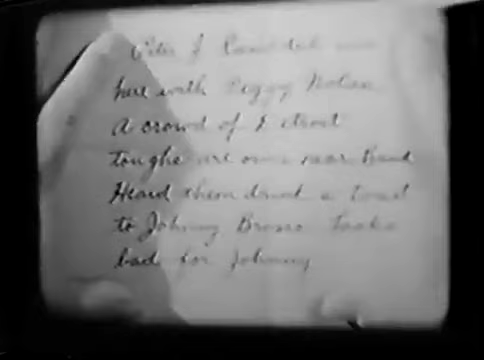 Peter J
here with Peggy Nolan
A crowd of Detroit
toughs are over near Band
Heard them drink a toast
to Johnny Looks
bad for Johnny